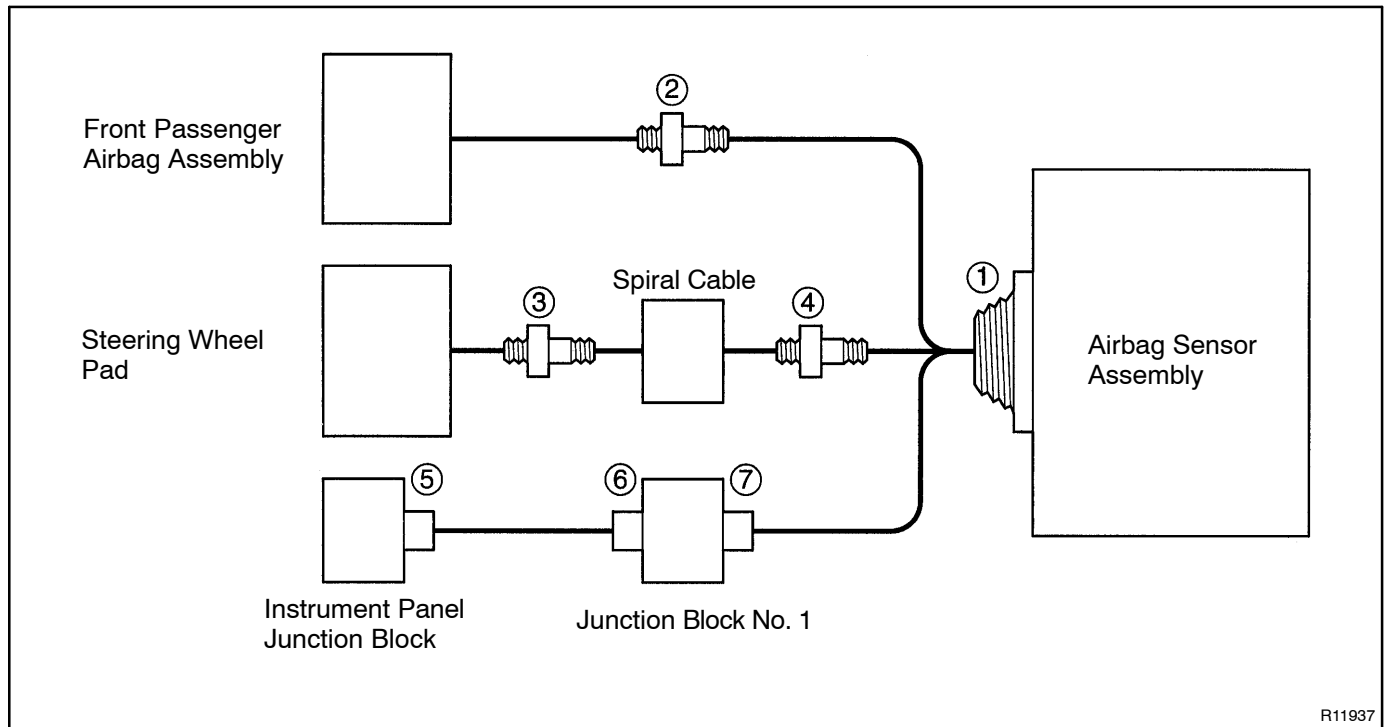 ②
Front Passenger
Airbag Assembly
①
Spiral Cable
③
④
Steering Wheel
Pad
Airbag Sensor
Assembly
⑤
⑥
⑦
Instrument Panel
Junction Block
Junction Block No. 1
R11937